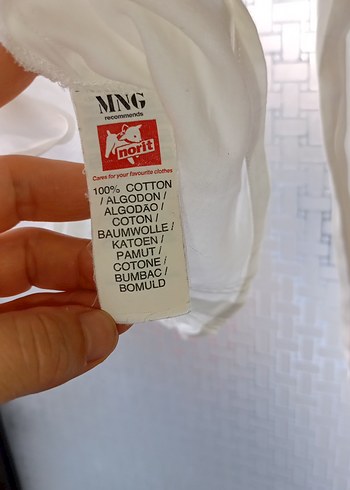 MNG
recommends
norit
Cares for your favourite clothes
100% COTTON
/ ALGODON /
ALGODÃO /
COTON /
BAUMWOLLE /
KATOEN /
PAMUT /
COTONE /
BUMBAC /
BOMULD